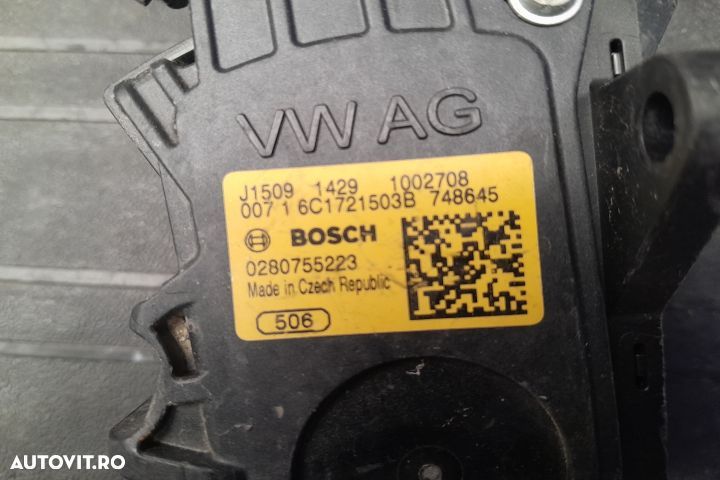 VW AG
J1509 1429 1002708
007 1 6C1721503B 748645
BOSCH
0280755223
Made in Czech Republic
506
AUTOVIT.RO